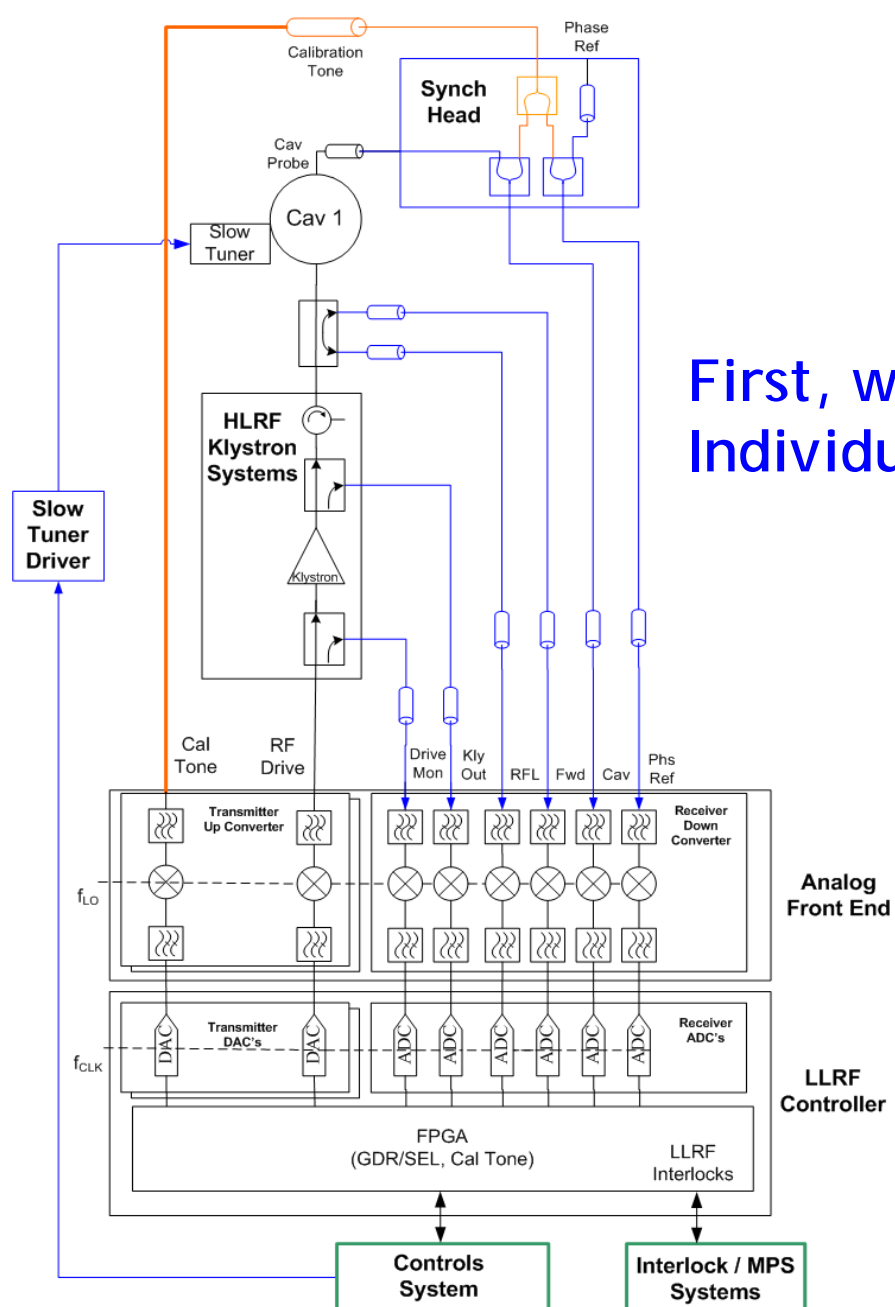 Calibration
Tone
Phase
Ref
Synch
Head
Cav
Probe
Cav 1
Slow
Tuner
First, w
Individu
HLRF
Klystron
Systems
Slow
Tuner
Driver
Klystron
Cal
Tone
RF
Drive
Drive
Mon
Kly
Out
RFL
Fwd
Cav
Phs
Ref
Transmitter
Up Converter
Receiver
Down
Converter
fLO
Analog
Front End
Transmitter
DAC's
Receiver
ADC's
DAC
DAC
ADC
ADC
ADC
ADC
ADC
ADC
fCLK
LLRF
Controller
FPGA
(GDR/SEL, Cal Tone)
LLRF
Interlocks
Controls
System
Interlock / MPS
Systems